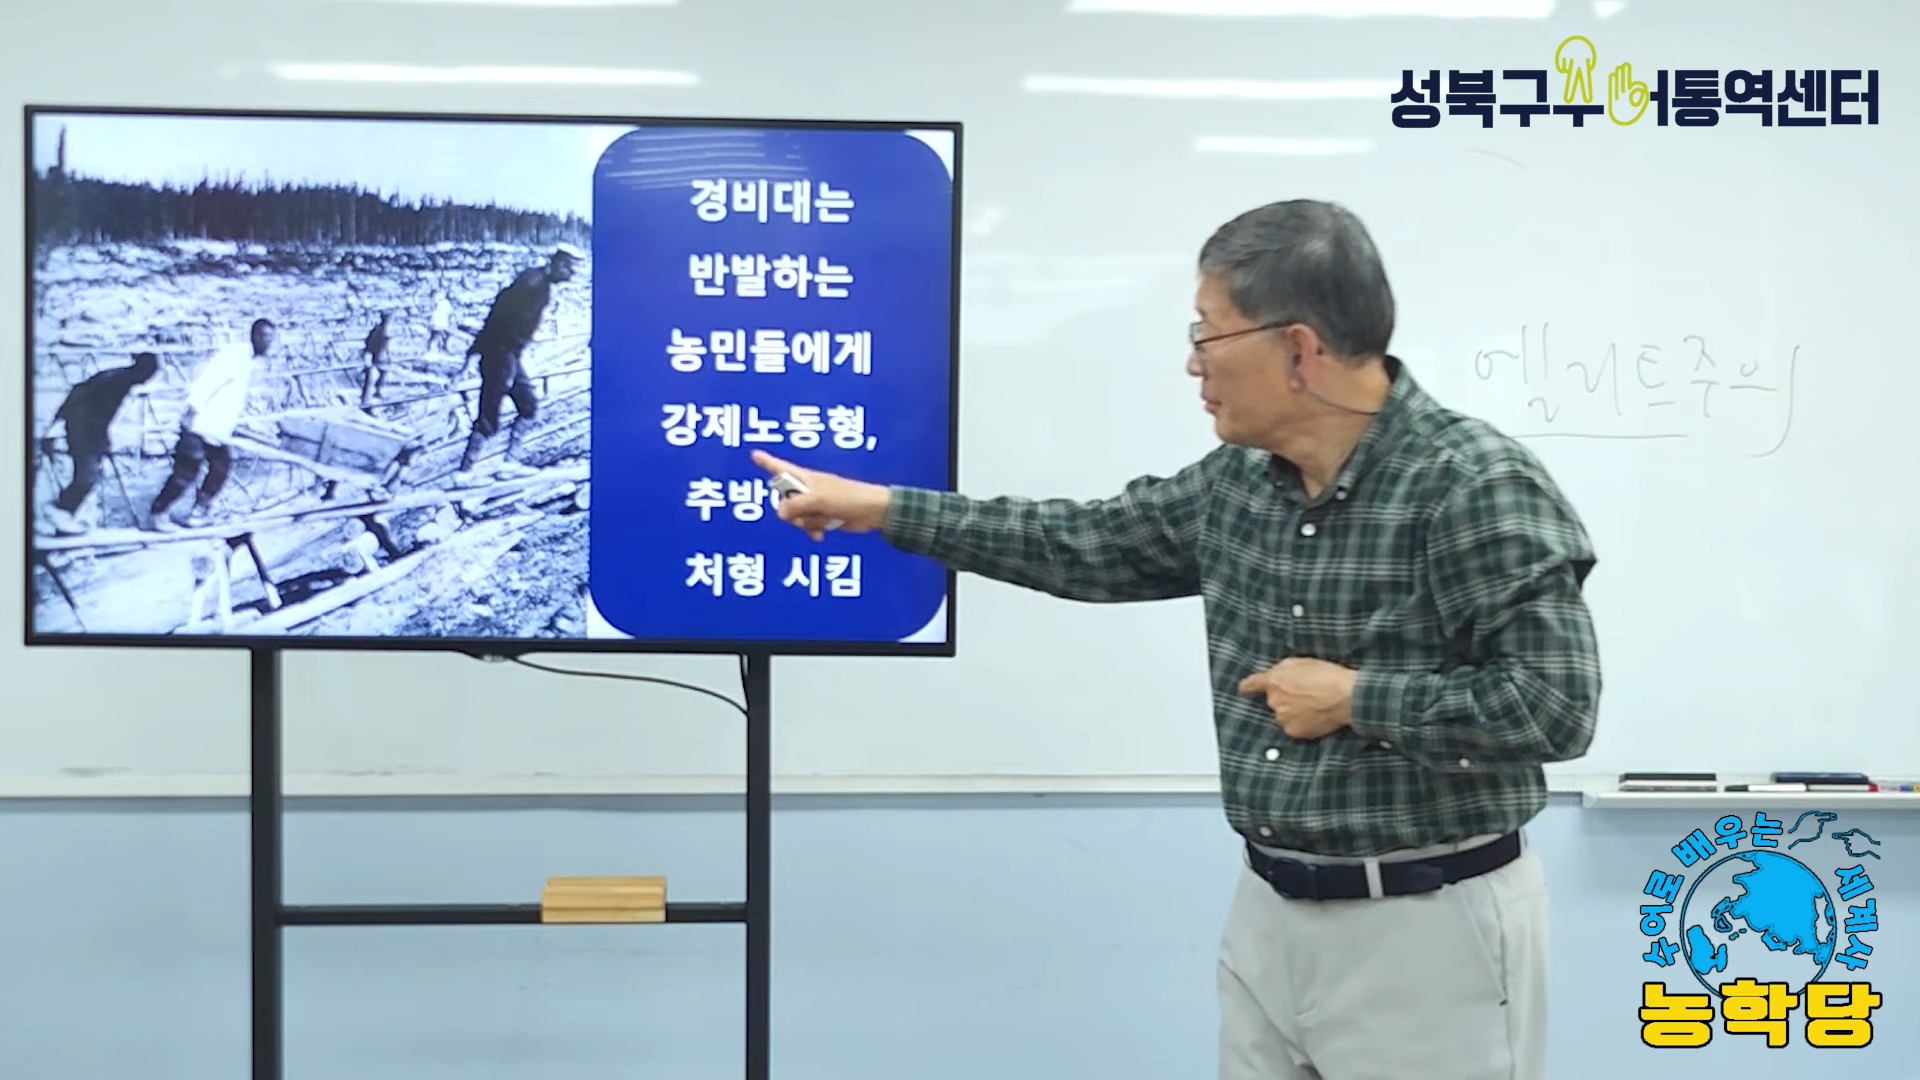 성북구수어통역센터
경비대는
반발하는
농민들에게
강제노동형,
추방
처형 시킴
엘리트주의
수어로 배우는 세계사
농학당